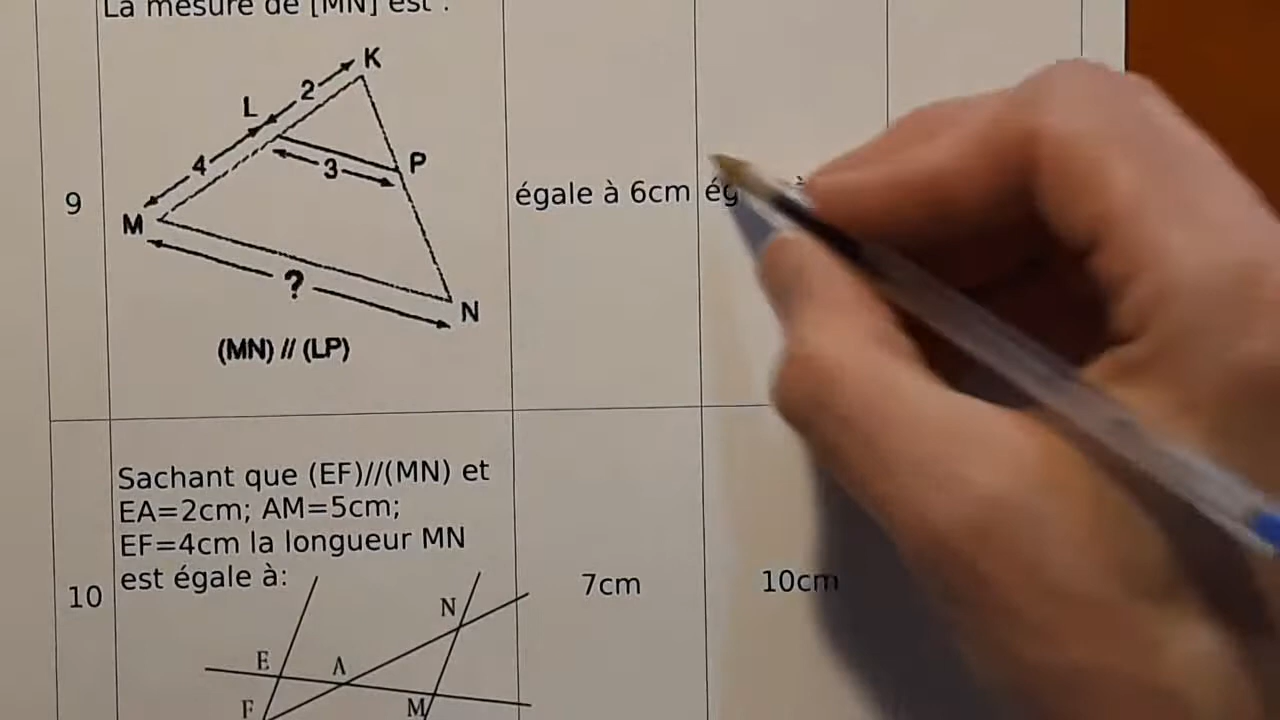 La mesure de [MN] est :
K
2
L
4
3
P
M
?
N
(MN) // (LP)
9
égale à 6cm
Sachant que (EF)//(MN) et
EA=2cm; AM=5cm;
EF=4cm la longueur MN
est égale à:
10
7cm
10cm
N
E
A
F
M